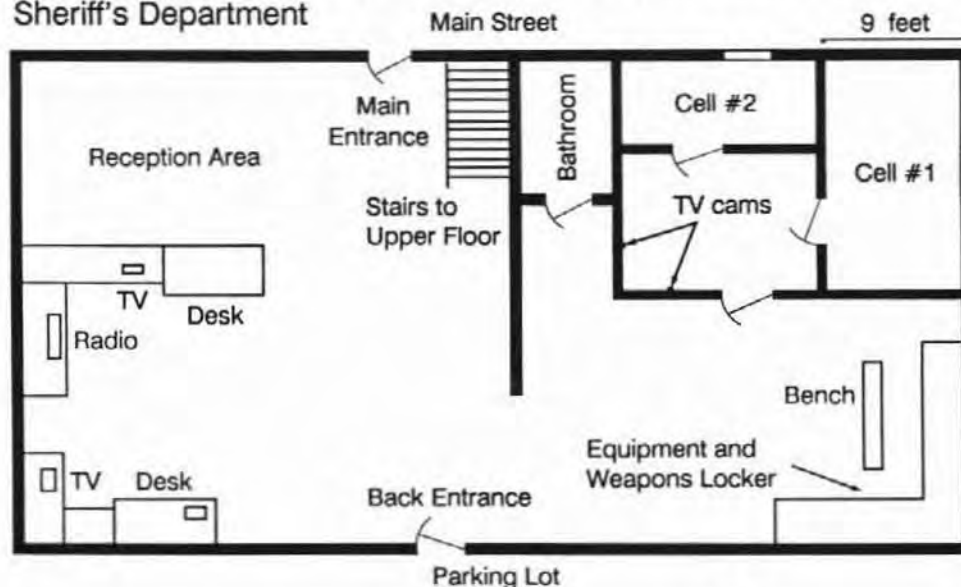 Sheriff's Department
Main Street
9 feet
Main
Entrance
Reception Area
Bathroom
Cell #2
Cell #1
Stairs to
Upper Floor
TV cams
TV
Desk
Radio
Bench
Equipment and
Weapons Locker
TV
Desk
Back Entrance
Parking Lot